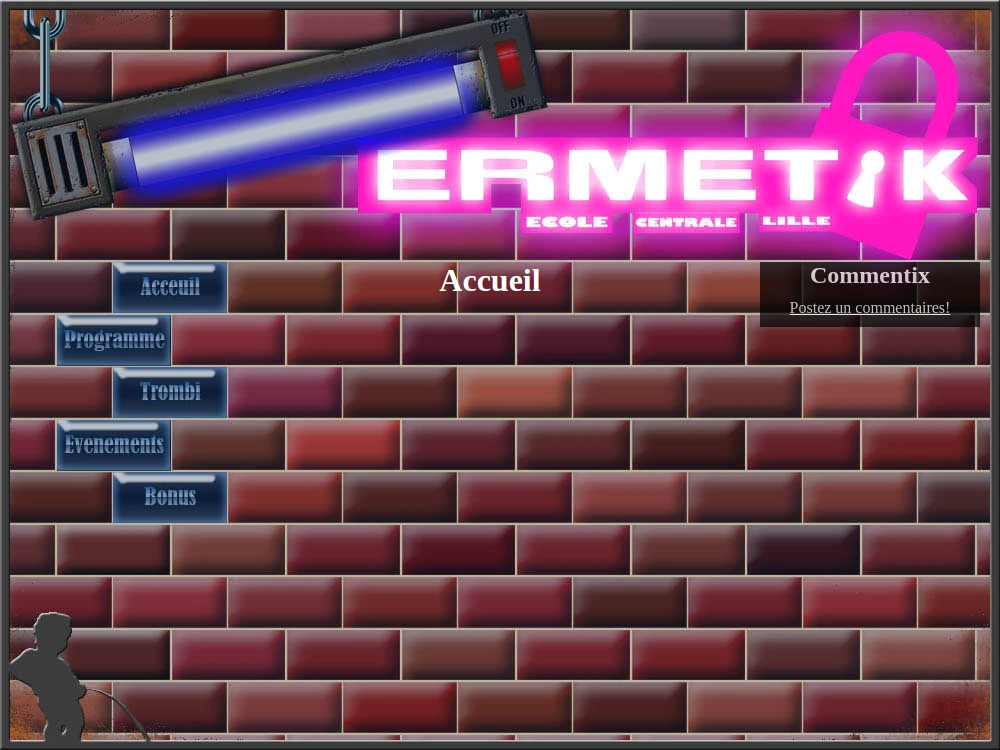 OFF
ON
ERMETIK
ECOLE CENTRALE LILLE
Accueil
Commentix
Postez un commentaires!
Acceuil
Programme
Trombi
Evenements
Bonus